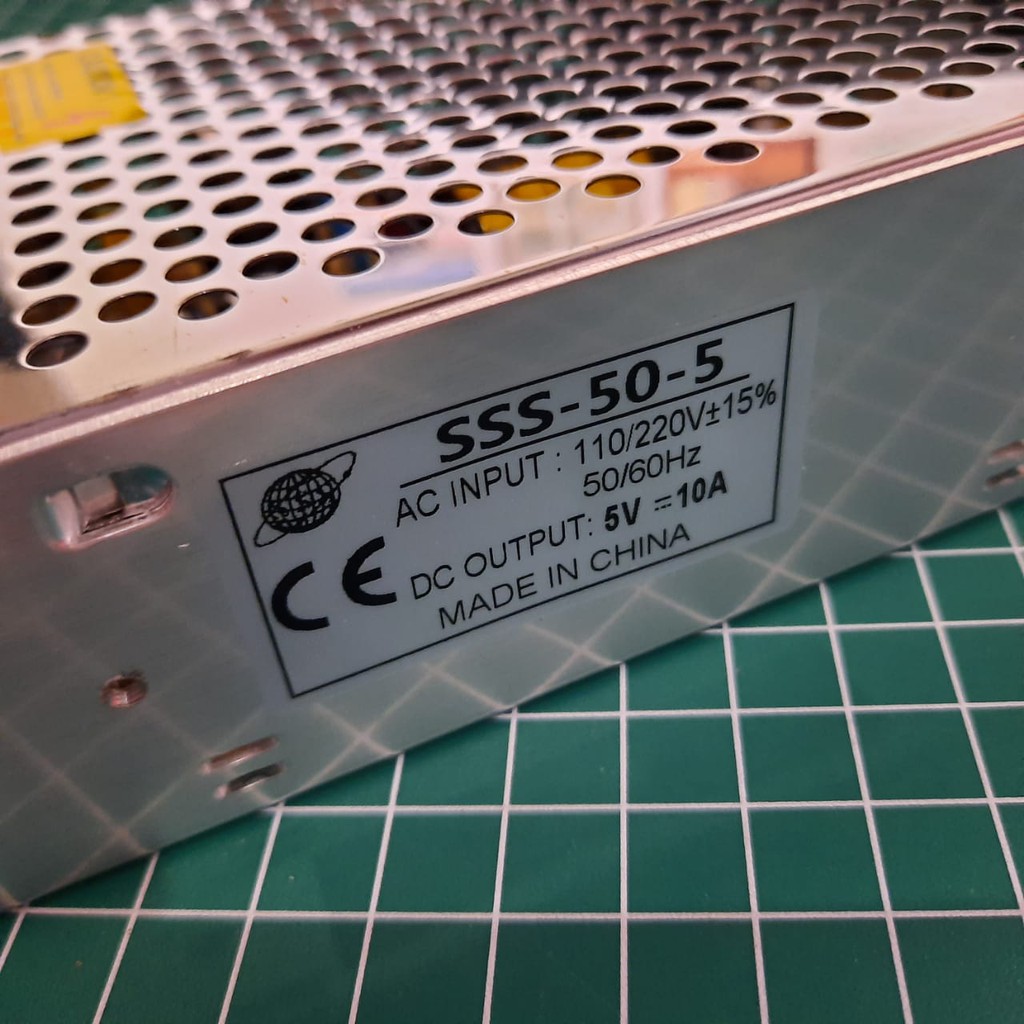 SSS-50-5
AC INPUT : 110/220V±15%
50/60Hz
DC OUTPUT: 5V ⎓10A
MADE IN CHINA
CE